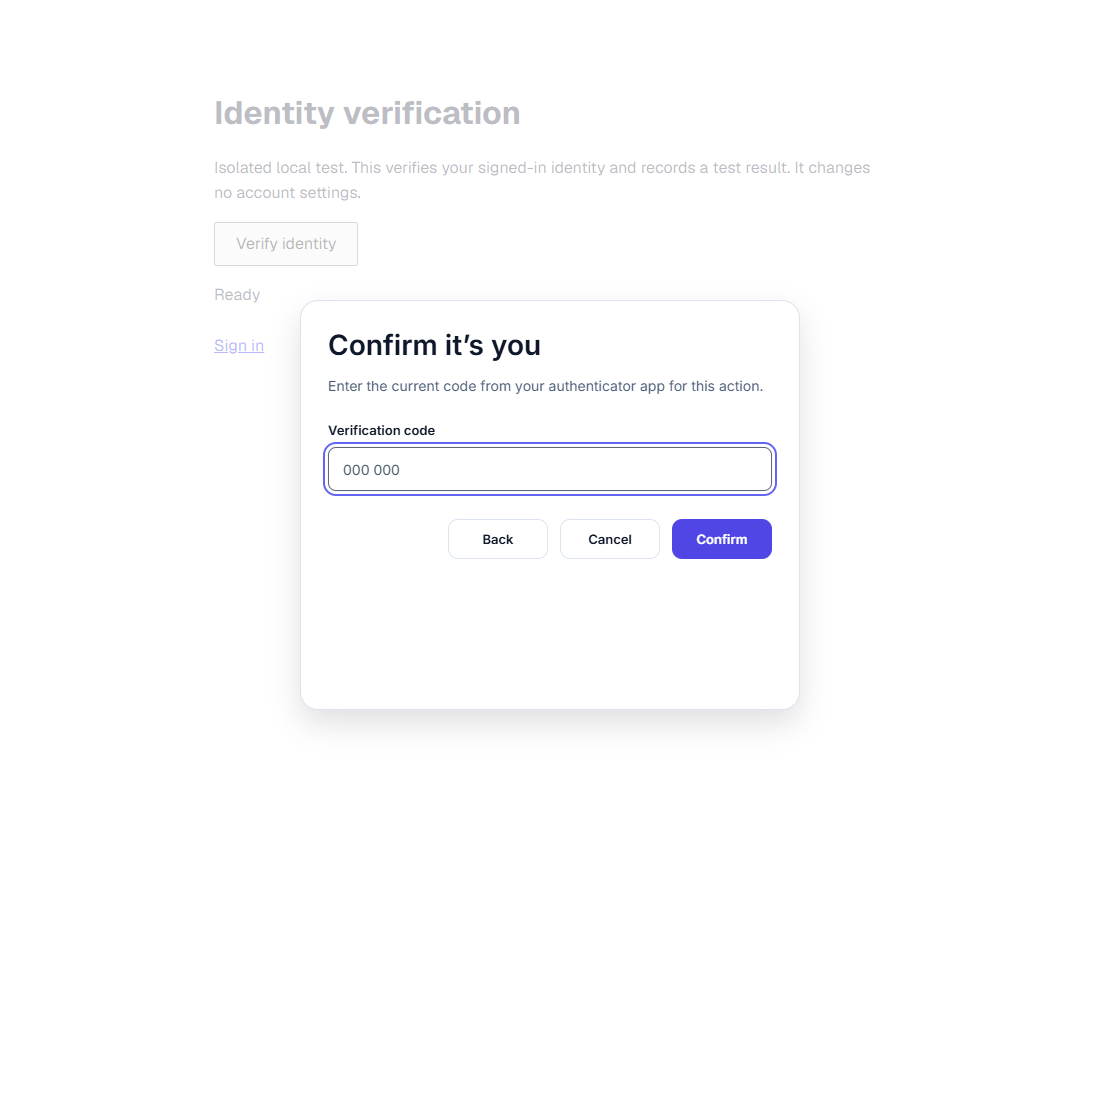 Identity verification
Isolated local test. This verifies your signed-in identity and records a test result. It changes
no account settings.
Verify identity
Ready
Sign in
Confirm it’s you
Enter the current code from your authenticator app for this action.
Verification code
000 000
Back
Cancel
Confirm